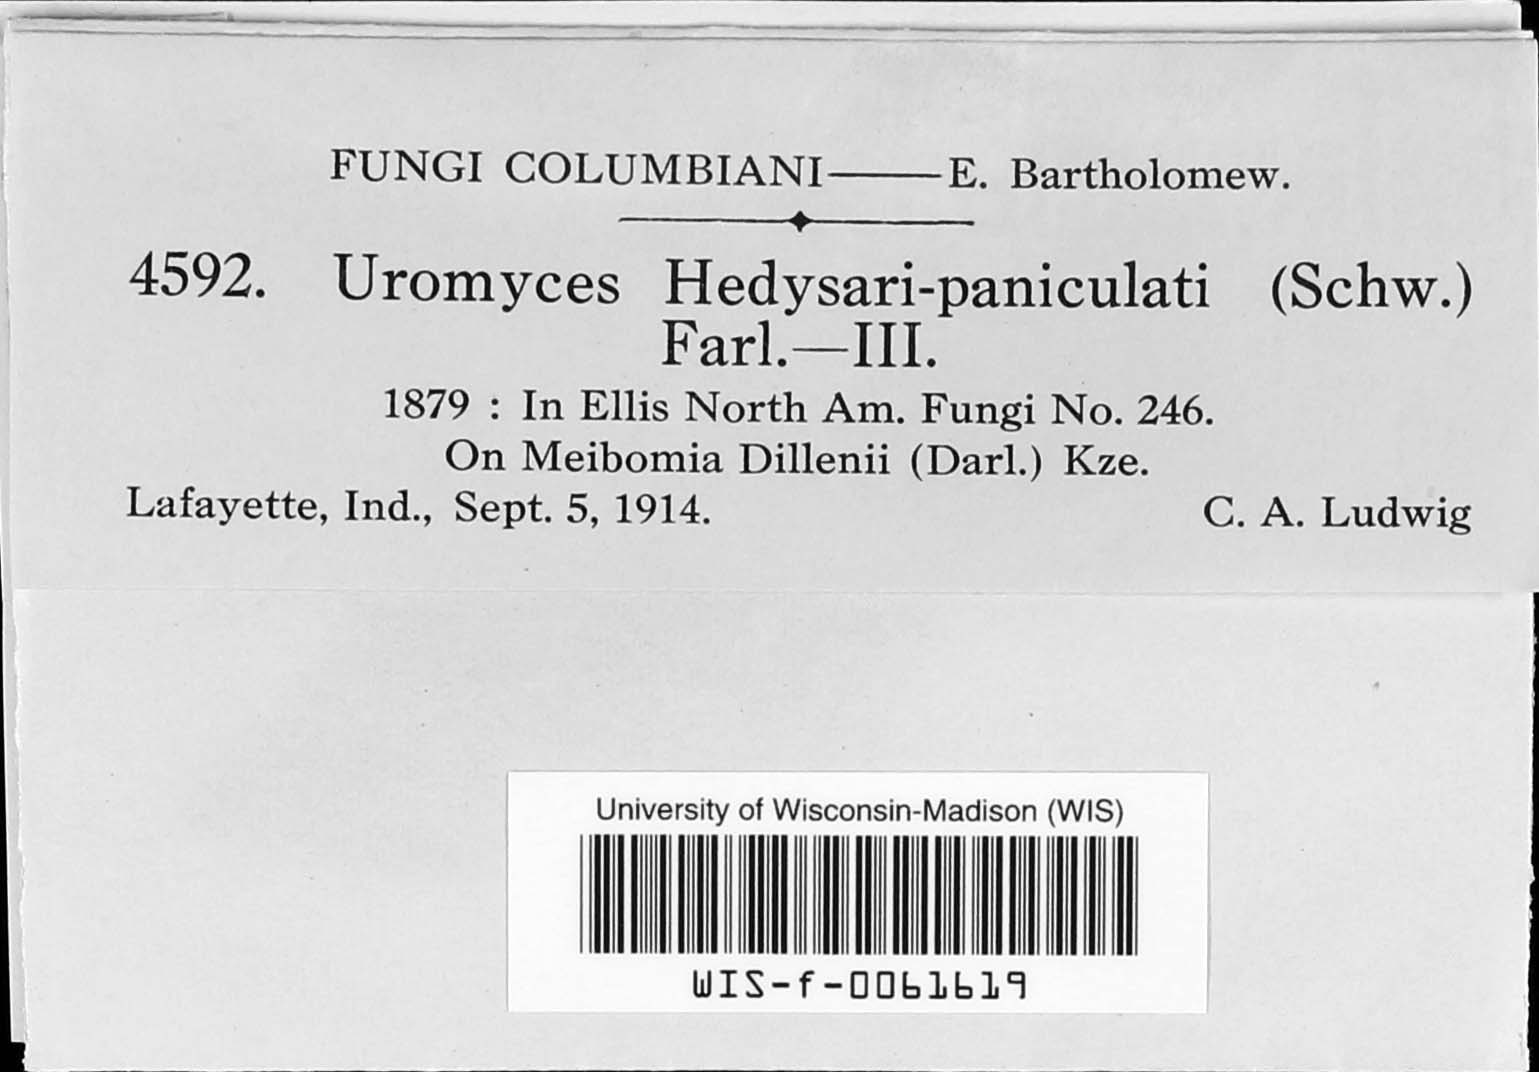 FUNGI COLUMBIANI——E. Bartholomew.
4592. Uromyces Hedysari-paniculati (Schw.)
Farl.—III.
1879 : In Ellis North Am. Fungi No. 246.
On Meibomia Dillenii (Darl.) Kze.
Lafayette, Ind., Sept. 5, 1914. C. A. Ludwig
University of Wisconsin-Madison (WIS)
WIS-f-0061619